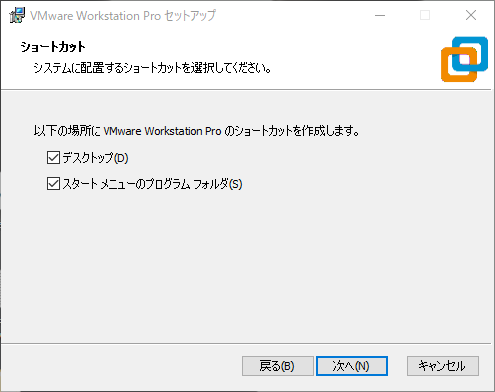 VMware Workstation Pro セットアップ
ショートカット
システムに配置するショートカットを選択してください。
以下の場所に VMware Workstation Pro のショートカットを作成します。
デスクトップ(D)
スタート メニューのプログラム フォルダ(S)
戻る(B) 次へ(N) キャンセル